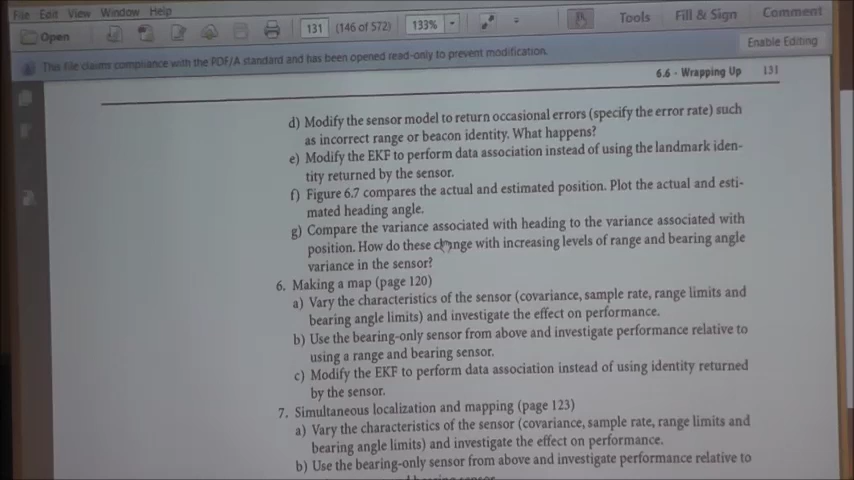 File Edit View Window Help
Open 131 (146 of 572) 133% Tools Fill & Sign Comment
This file claims compliance with the PDF/A standard and has been opened read-only to prevent modification. Enable Editing
6.6 - Wrapping Up 131
d) Modify the sensor model to return occasional errors (specify the error rate) such
as incorrect range or beacon identity. What happens?
e) Modify the EKF to perform data association instead of using the landmark iden-
tity returned by the sensor.
f) Figure 6.7 compares the actual and estimated position. Plot the actual and esti-
mated heading angle.
g) Compare the variance associated with heading to the variance associated with
position. How do these change with increasing levels of range and bearing angle
variance in the sensor?
6. Making a map (page 120)
a) Vary the characteristics of the sensor (covariance, sample rate, range limits and
bearing angle limits) and investigate the effect on performance.
b) Use the bearing-only sensor from above and investigate performance relative to
using a range and bearing sensor.
c) Modify the EKF to perform data association instead of using identity returned
by the sensor.
7. Simultaneous localization and mapping (page 123)
a) Vary the characteristics of the sensor (covariance, sample rate, range limits and
bearing angle limits) and investigate the effect on performance.
b) Use the bearing-only sensor from above and investigate performance relative to